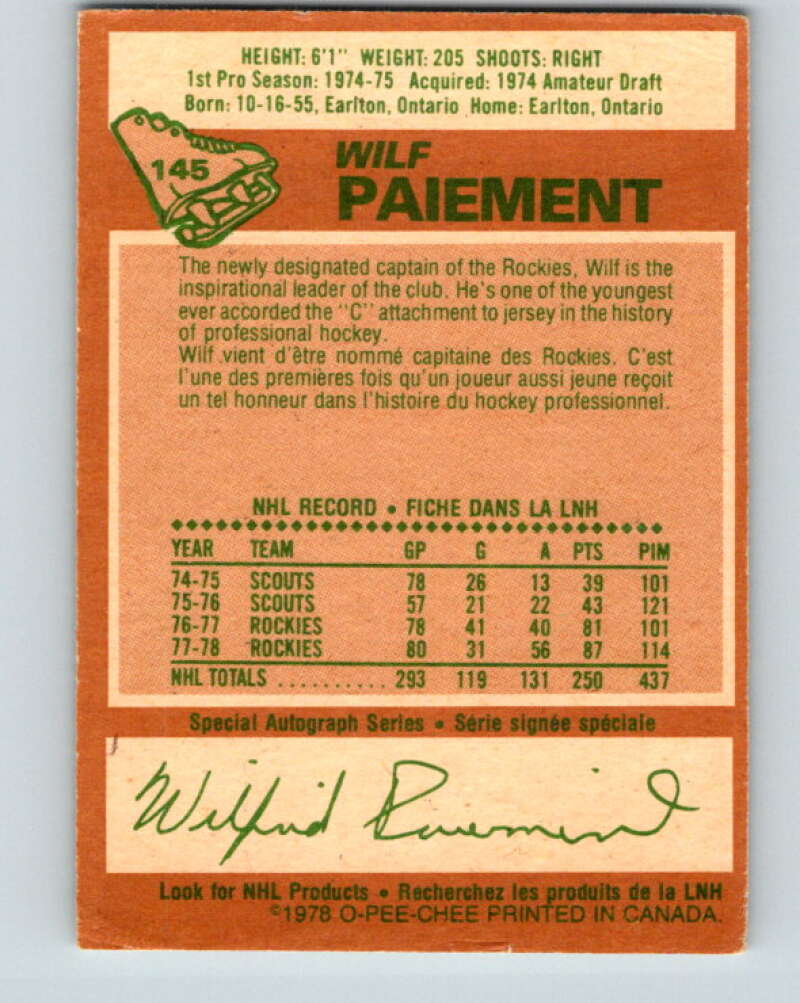 HEIGHT: 6'1" WEIGHT: 205 SHOOTS: RIGHT
1st Pro Season: 1974-75 Acquired: 1974 Amateur Draft
Born: 10-16-55, Earlton, Ontario Home: Earlton, Ontario
145
WILF
PAIEMENT
The newly designated captain of the Rockies, Wilf is the
inspirational leader of the club. He's one of the youngest
ever accorded the "C" attachment to jersey in the history
of professional hockey.
Wilf vient d'être nommé capitaine des Rockies. C'est
l'une des premières fois qu'un joueur aussi jeune reçoit
un tel honneur dans l'histoire du hockey professionnel.
NHL RECORD • FICHE DANS LA LNH
YEAR TEAM GP G A PTS PIM
74-75 SCOUTS 78 26 13 39 101
75-76 SCOUTS 57 21 22 43 121
76-77 ROCKIES 78 41 40 81 101
77-78 ROCKIES 80 31 56 87 114
NHL TOTALS .......... 293 119 131 250 437
Special Autograph Series • Série signée spéciale
Wilfrid Paiement
Look for NHL Products • Recherchez les produits de la LNH
©1978 O-PEE-CHEE PRINTED IN CANADA.